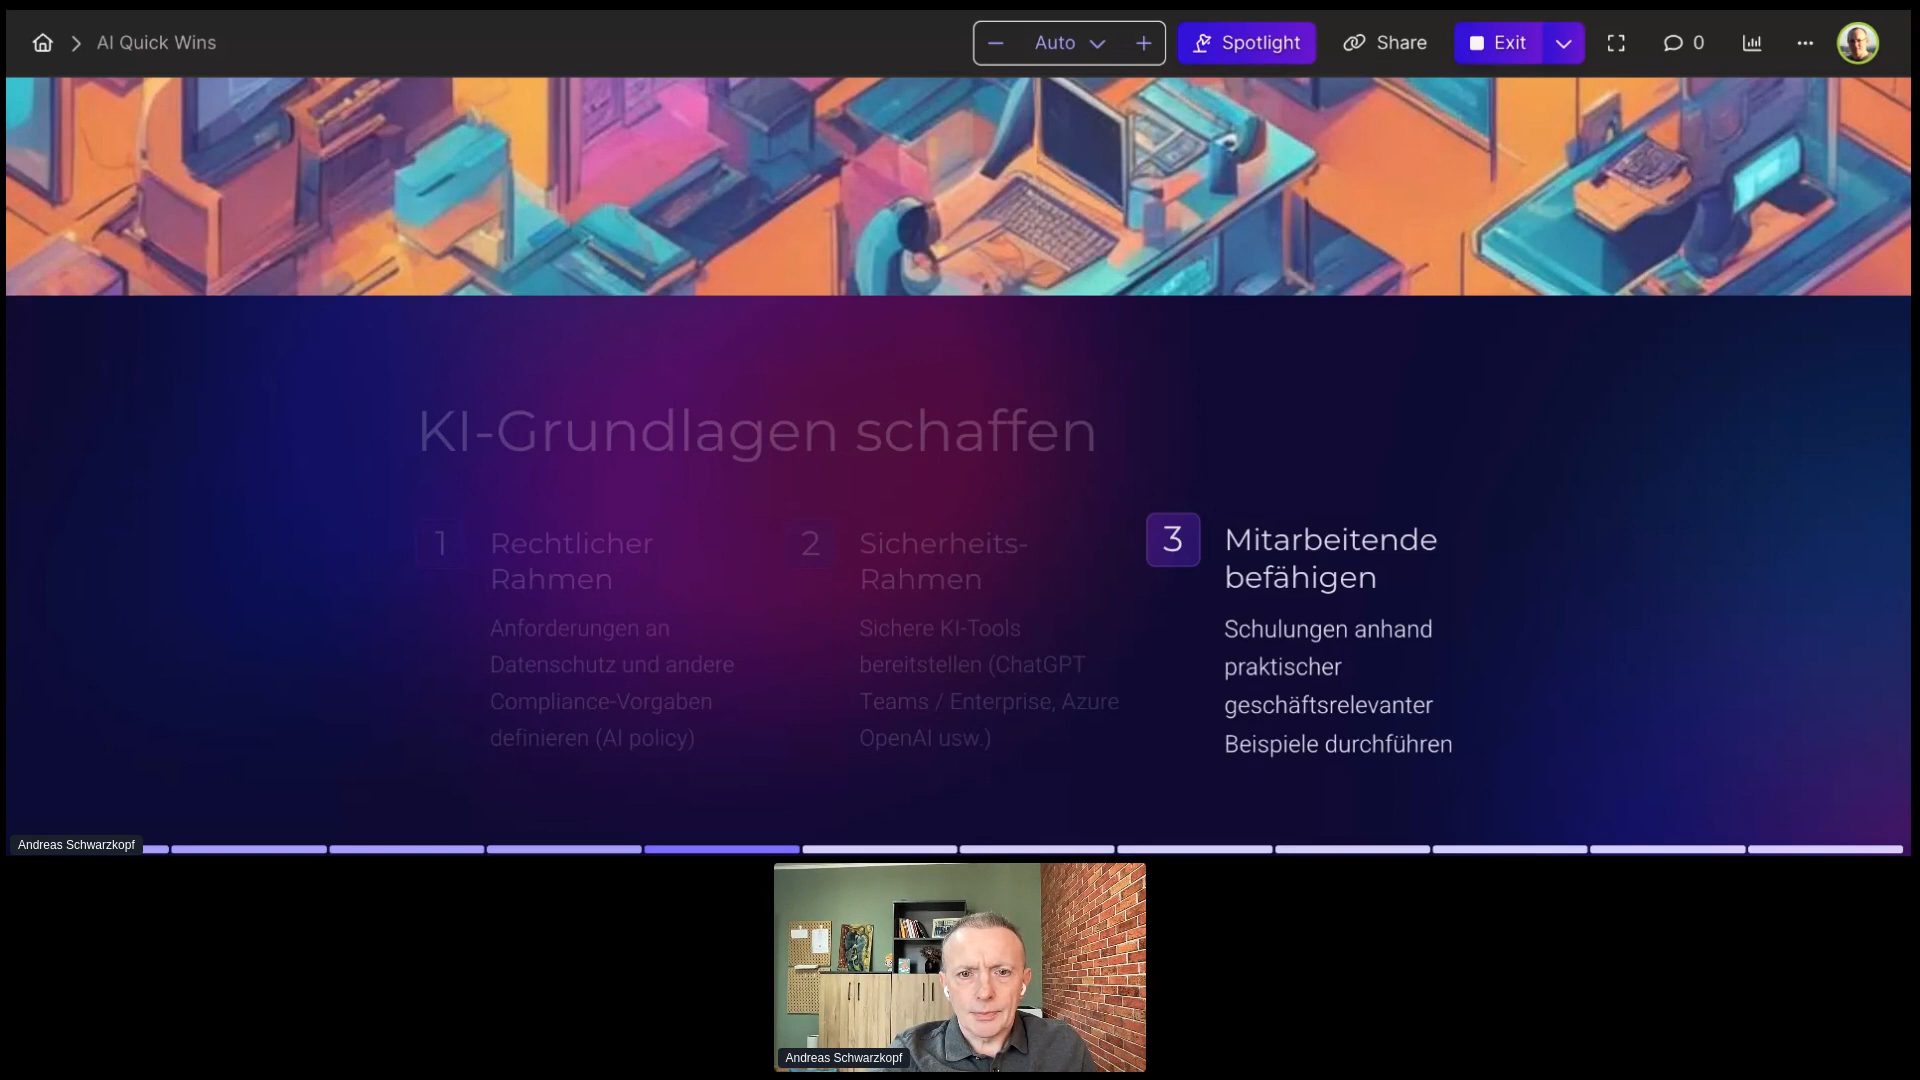 AI Quick Wins
Auto
Spotlight
Share
Exit
0
KI-Grundlagen schaffen
1
Rechtlicher
Rahmen
Anforderungen an
Datenschutz und andere
Compliance-Vorgaben
definieren (AI policy)
2
Sicherheits-
Rahmen
Sichere KI-Tools
bereitstellen (ChatGPT
Teams / Enterprise, Azure
OpenAI usw.)
3
Mitarbeitende
befähigen
Schulungen anhand
praktischer
geschäftsrelevanter
Beispiele durchführen
Andreas Schwarzkopf
Andreas Schwarzkopf